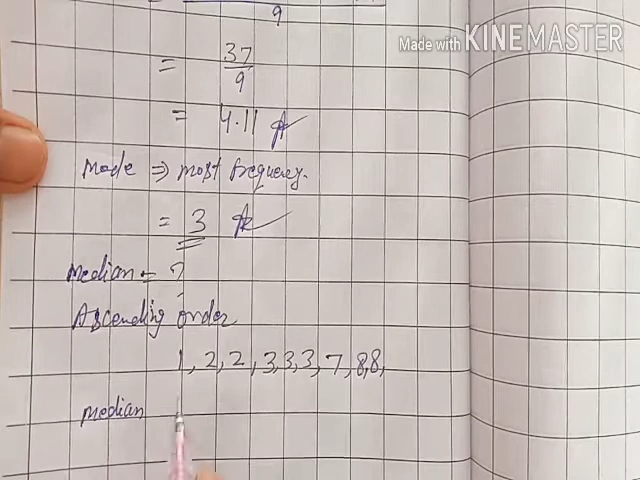 9
Made with KINEMASTER
= 37/9
= 4.11
Mode ⇒ most frequency.
= 3
Median = ?
Ascending order
1, 2, 2, 3, 3, 3, 7, 8, 8,
median